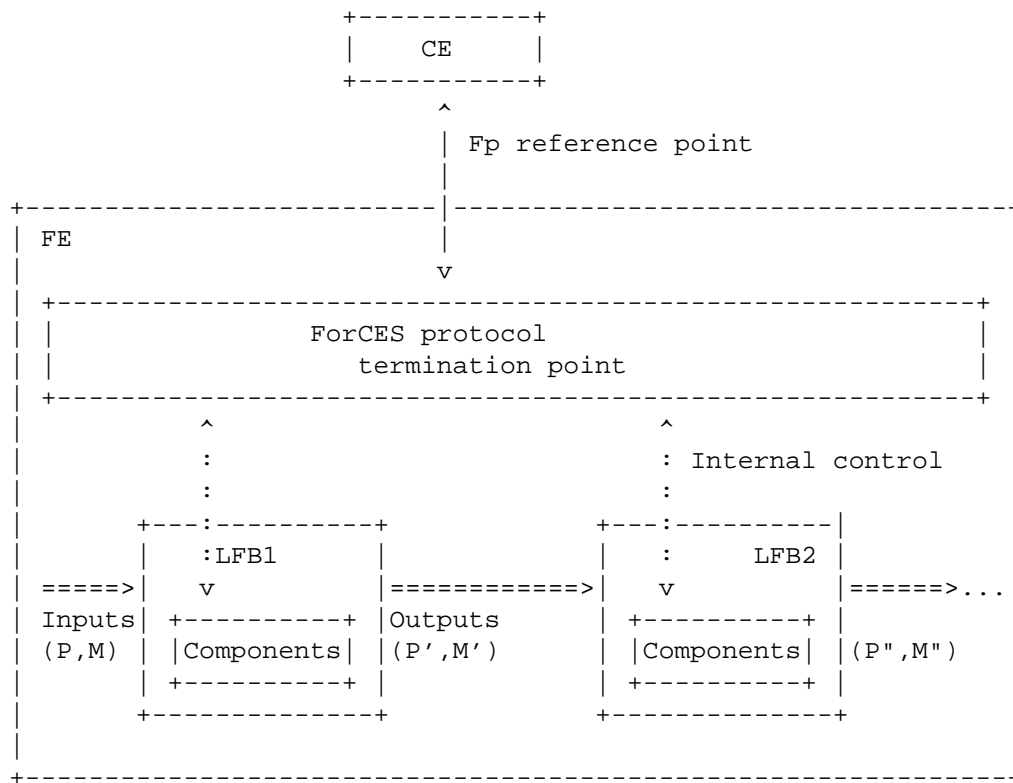 CE
Fp reference point
FE
ForCES protocol
termination point
Internal control
LFB1 LFB2
=====> ============> ======>...
Inputs Outputs
(P,M) Components (P',M') Components (P",M")